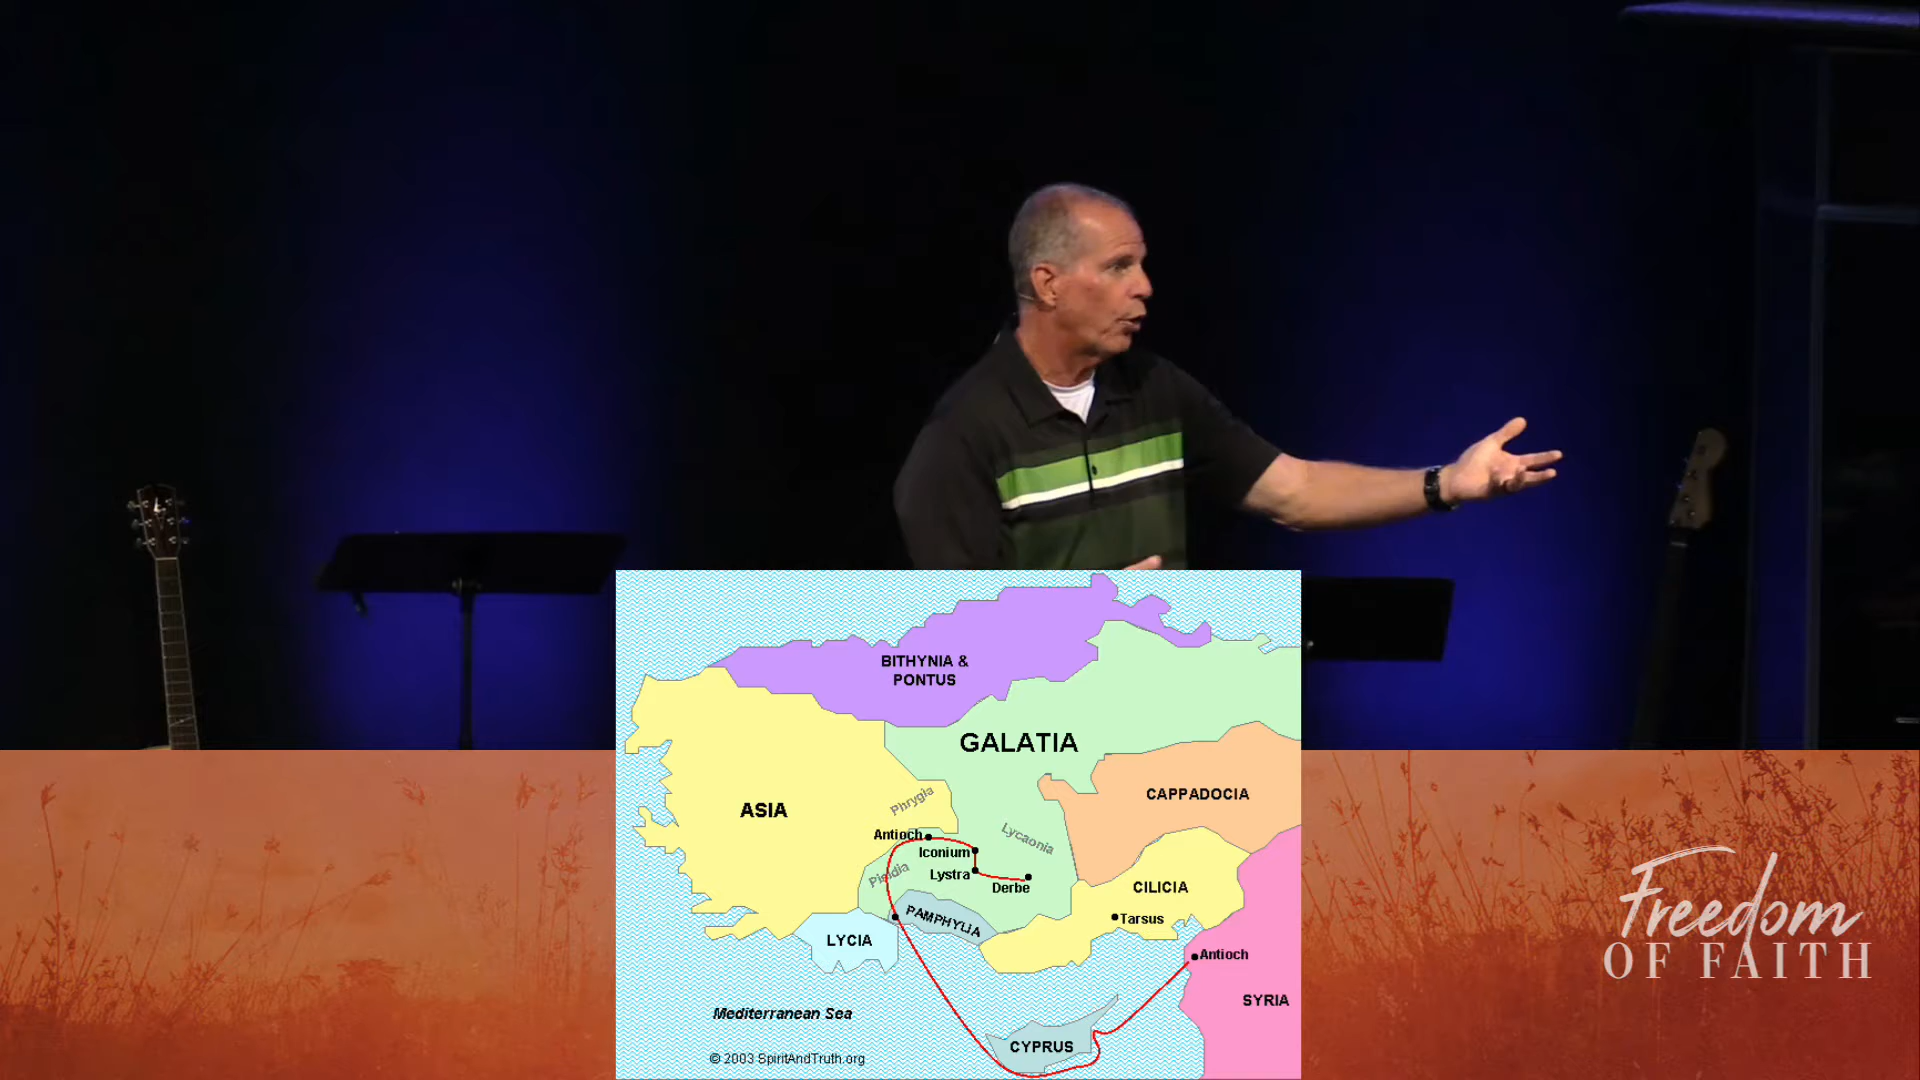 BITHYNIA &
PONTUS
GALATIA
CAPPADOCIA
ASIA
Phrygia
Lycaonia
Antioch
Iconium
Lystra
Derbe
Pisidia
PAMPHYLIA
CILICIA
Tarsus
LYCIA
Antioch
SYRIA
Mediterranean Sea
CYPRUS
© 2003 SpiritAndTruth.org
Freedom
OF FAITH